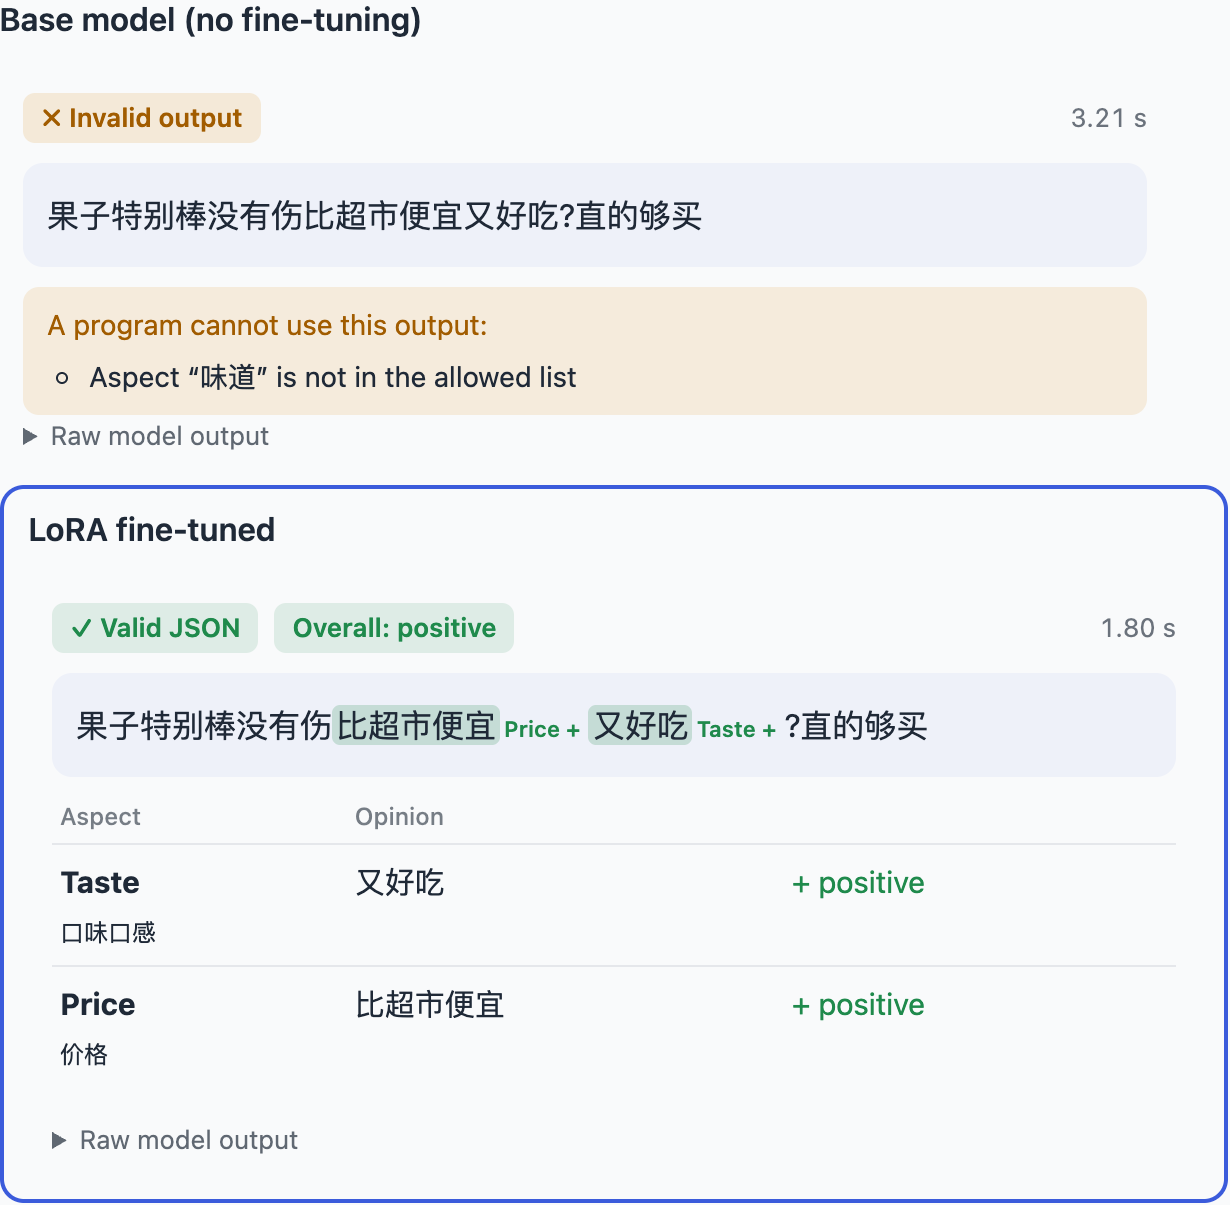 Base model (no fine-tuning)
✕ Invalid output 3.21 s
果子特别棒没有伤比超市便宜又好吃?直的够买
A program cannot use this output:
Aspect “味道” is not in the allowed list
▶ Raw model output
LoRA fine-tuned
✓ Valid JSON Overall: positive 1.80 s
果子特别棒没有伤比超市便宜 Price + 又好吃 Taste + ?直的够买
Aspect Opinion
Taste 又好吃 + positive
口味口感
Price 比超市便宜 + positive
价格
▶ Raw model output